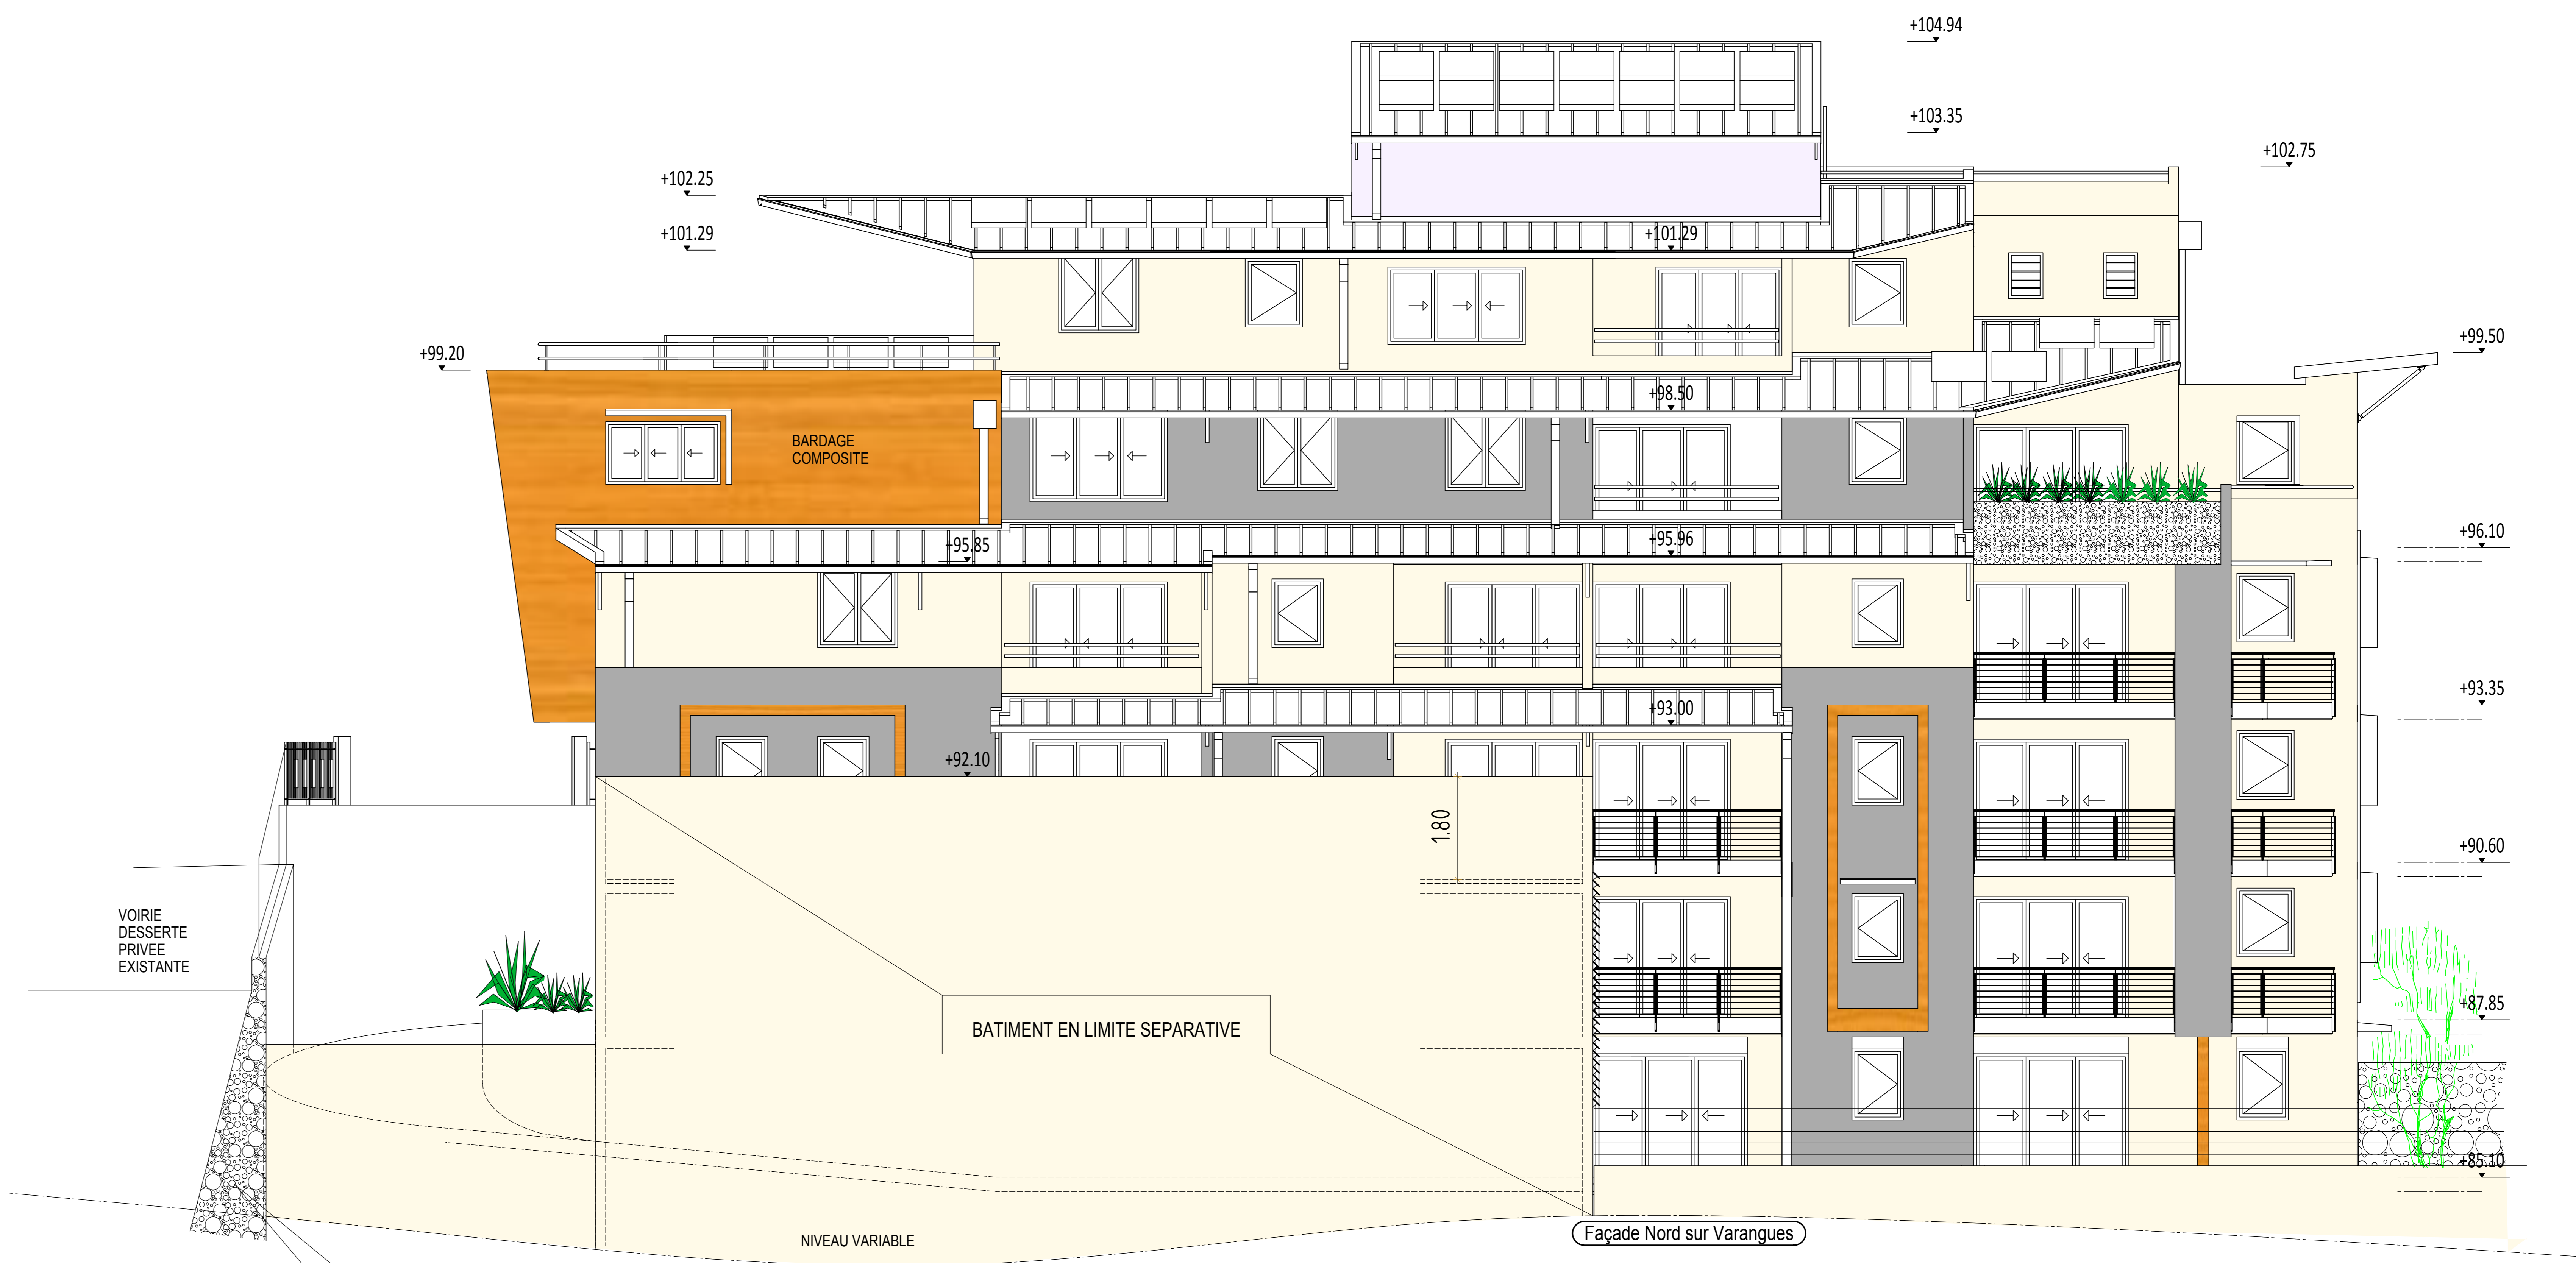 +104.94
+103.35
+102.75
+102.25
+101.29
+101.29
+99.50
+99.20
+98.50
BARDAGE
COMPOSITE
+96.10
+95.85
+95.96
+93.35
+93.00
+92.10
1.80
+90.60
VOIRIE
DESSERTE
PRIVEE
EXISTANTE
+87.85
BATIMENT EN LIMITE SEPARATIVE
+85.10
NIVEAU VARIABLE
Façade Nord sur Varangues